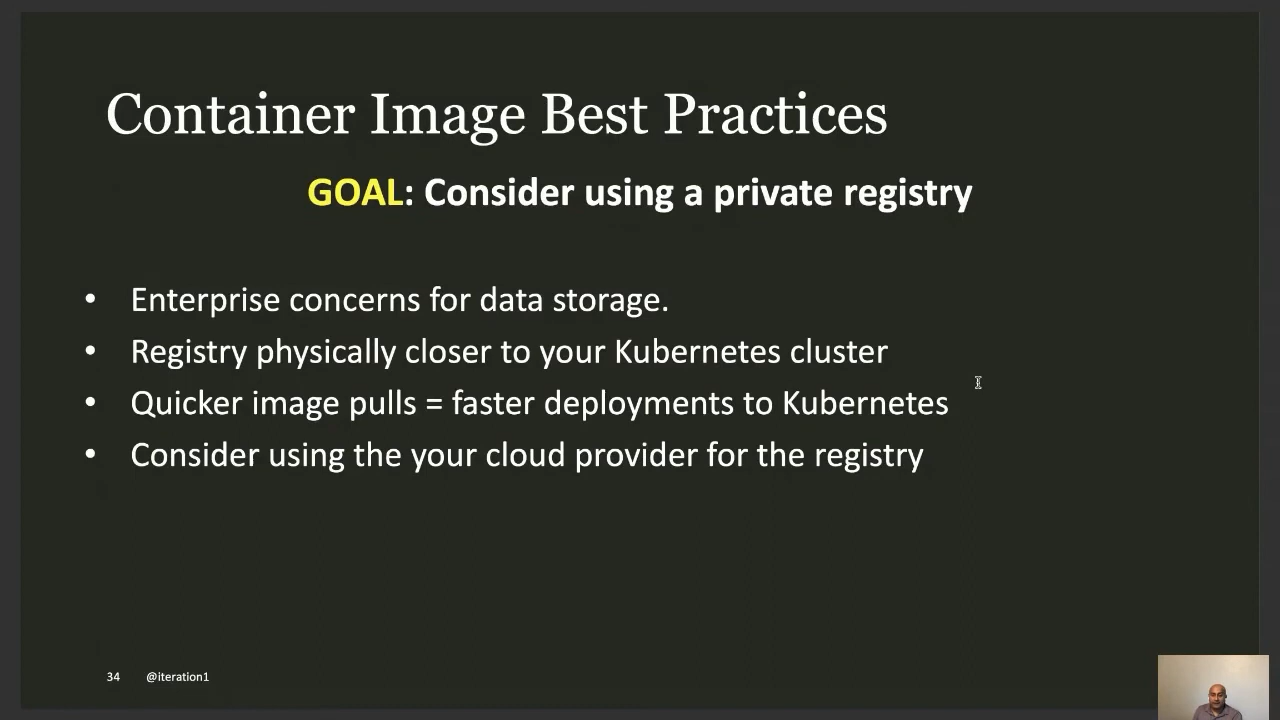 Container Image Best Practices
GOAL: Consider using a private registry
• Enterprise concerns for data storage.
• Registry physically closer to your Kubernetes cluster
• Quicker image pulls = faster deployments to Kubernetes
• Consider using the your cloud provider for the registry
34 @iteration1